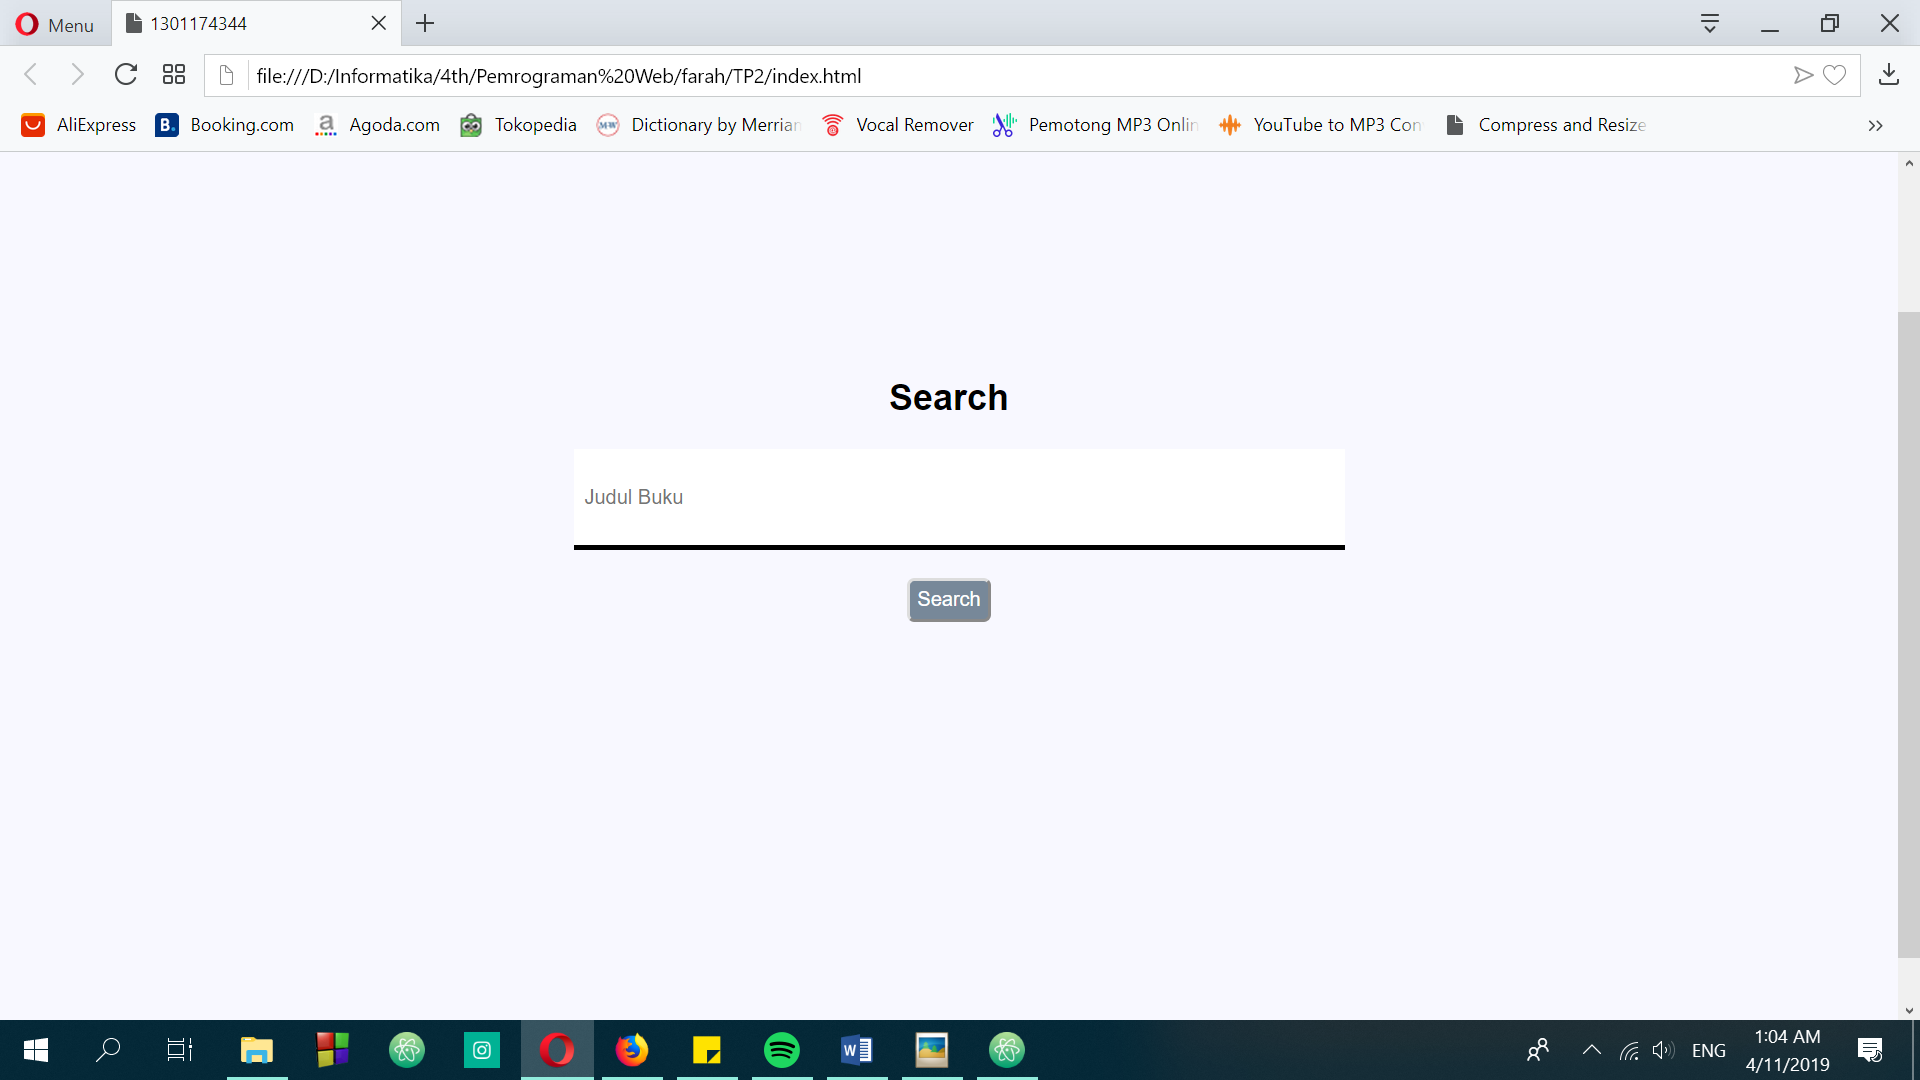 Menu
1301174344
file:///D:/Informatika/4th/Pemrograman%20Web/farah/TP2/index.html
AliExpress
B. Booking.com
a Agoda.com
Tokopedia
M-W Dictionary by Merrian
Vocal Remover
Pemotong MP3 Onlin
YouTube to MP3 Con
Compress and Resize
Search
Judul Buku
Search
W
ENG
1:04 AM
4/11/2019